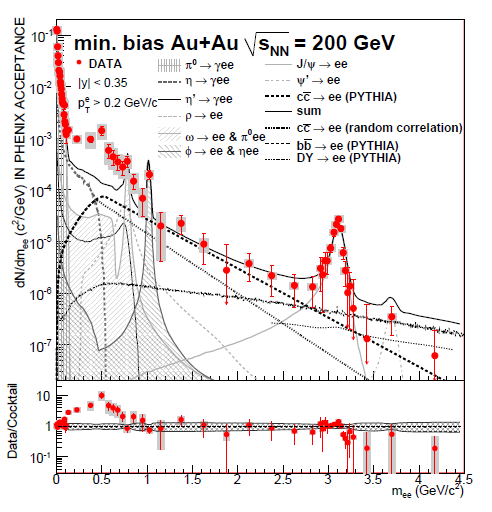 dN/dm_ee (c²/GeV) IN PHENIX ACCEPTANCE
min. bias Au+Au √s_NN = 200 GeV
DATA
|y| < 0.35
p_T^e > 0.2 GeV/c
π⁰ → γee
η → γee
η' → γee
ρ → ee
ω → ee & π⁰ee
ϕ → ee & ηee
J/ψ → ee
ψ' → ee
cc̅ → ee (PYTHIA)
sum
cc̅ → ee (random correlation)
bb̅ → ee (PYTHIA)
DY → ee (PYTHIA)
10⁻¹
10⁻²
10⁻³
10⁻⁴
10⁻⁵
10⁻⁶
10⁻⁷
Data/Cocktail
10
1
10⁻¹
0 0.5 1 1.5 2 2.5 3 3.5 4 4.5
m_ee (GeV/c²)